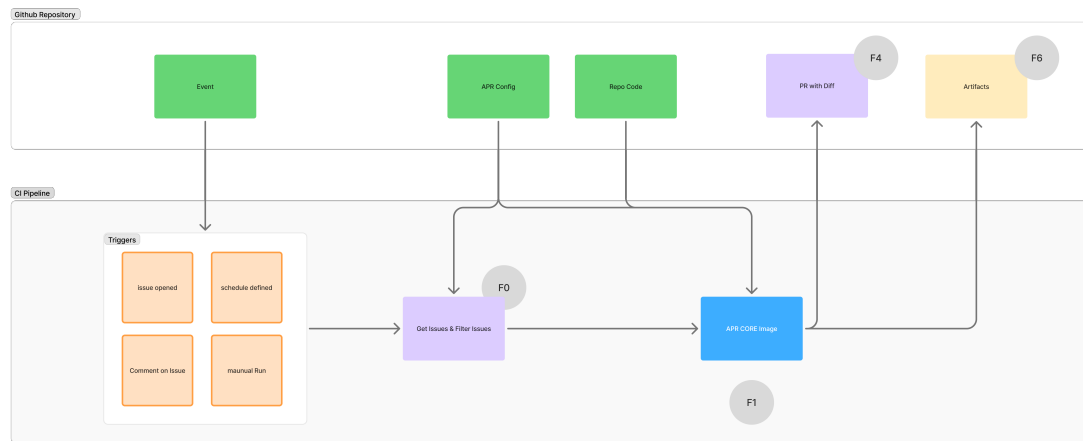 Github Repository
Event
APR Config
Repo Code
PR with Diff
F4
Artifacts
F6
CI Pipeline
Triggers
issue opened
schedule defined
Comment on Issue
maunual Run
Get Issues & Filter Issues
F0
APR CORE Image
F1